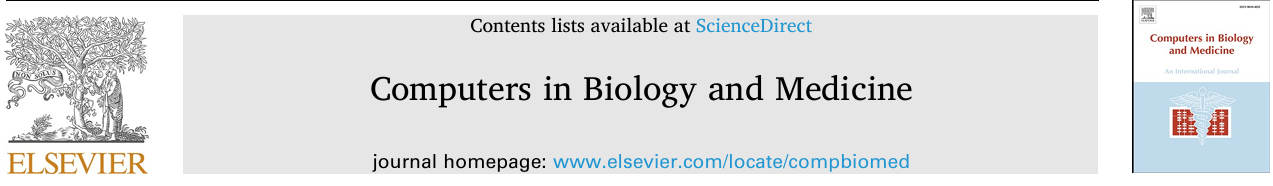 Contents lists available at ScienceDirect
Computers in Biology and Medicine
journal homepage: www.elsevier.com/locate/compbiomed
NON SOLUS
ELSEVIER
Computers in Biology
and Medicine
An International Journal